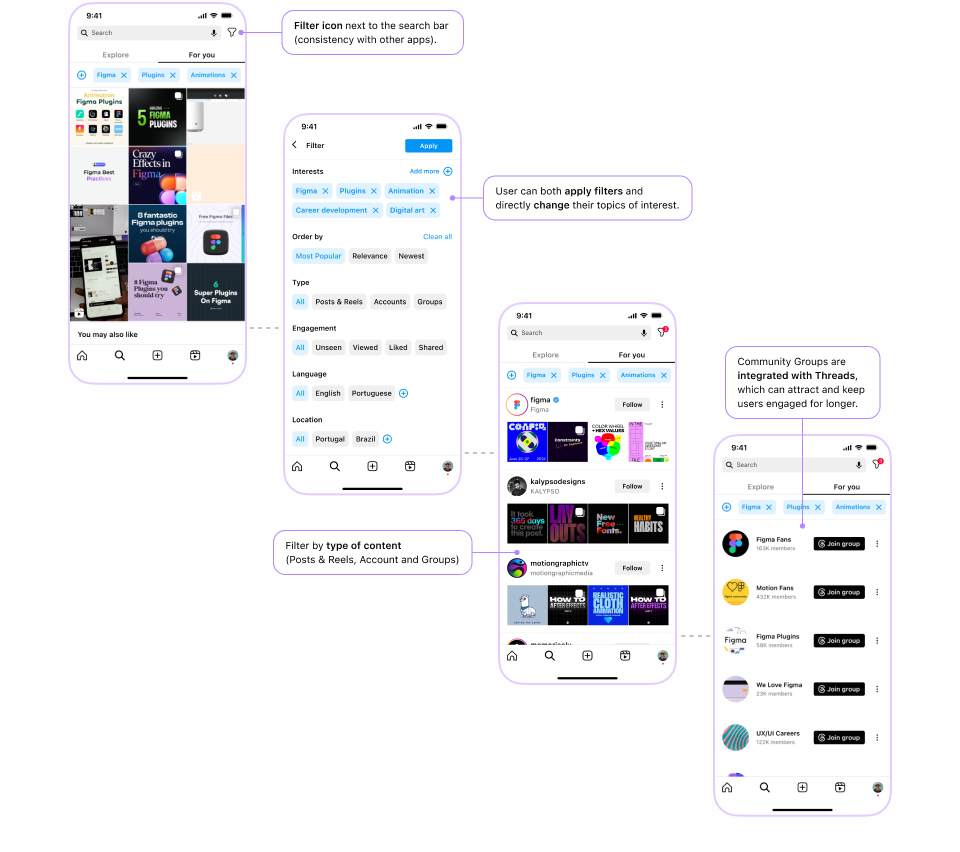 9:41
Search
Explore
For you
Figma
Plugins
Animations
Animation
Figma Plugins
5 AMAZING FIGMA PLUGINS
Figma Best
Practices
Crazy
Effects in
Figma
8 fantastic
Figma plugins
you should try
Free Figma Files
8 Figma
Plugins you
should try
6
Super Plugins
On Figma
You may also like
Filter icon next to the search bar
(consistency with other apps).
9:41
Filter
Apply
Interests
Add more
Figma
Plugins
Animation
Career development
Digital art
Order by
Clean all
Most Popular
Relevance
Newest
Type
All
Posts & Reels
Accounts
Groups
Engagement
All
Unseen
Viewed
Liked
Shared
Language
All
English
Portuguese
Location
All
Portugal
Brazil
User can both apply filters and
directly change their topics of interest.
9:41
Search
Explore
For you
Figma
Plugins
Animations
figma
Figma
Follow
CONFIG
Constraints
COLOR WHEEL
+ HEX VALUES
IN THE
FILE
kalypsodesigns
KALYPSO
Follow
It took
365 days
to create
this post.
LAY
OUTS
New
Free
Fonts.
HEALTHY
HABITS
motiongraphictv
motiongraphicmedia
Follow
HOW TO
AFTER EFFECTS
REALISTIC
CLOTH
ANIMATION
HOW TO
AFTER EFFECTS
Filter by type of content
(Posts & Reels, Account and Groups)
Community Groups are
integrated with Threads,
which can attract and keep
users engaged for longer.
9:41
Search
Explore
For you
Figma
Plugins
Animations
Figma Fans
163K members
Join group
Motion Fans
432K members
Join group
Figma
Figma Plugins
58K members
Join group
We Love Figma
23K members
Join group
UX/UI Careers
122K members
Join group